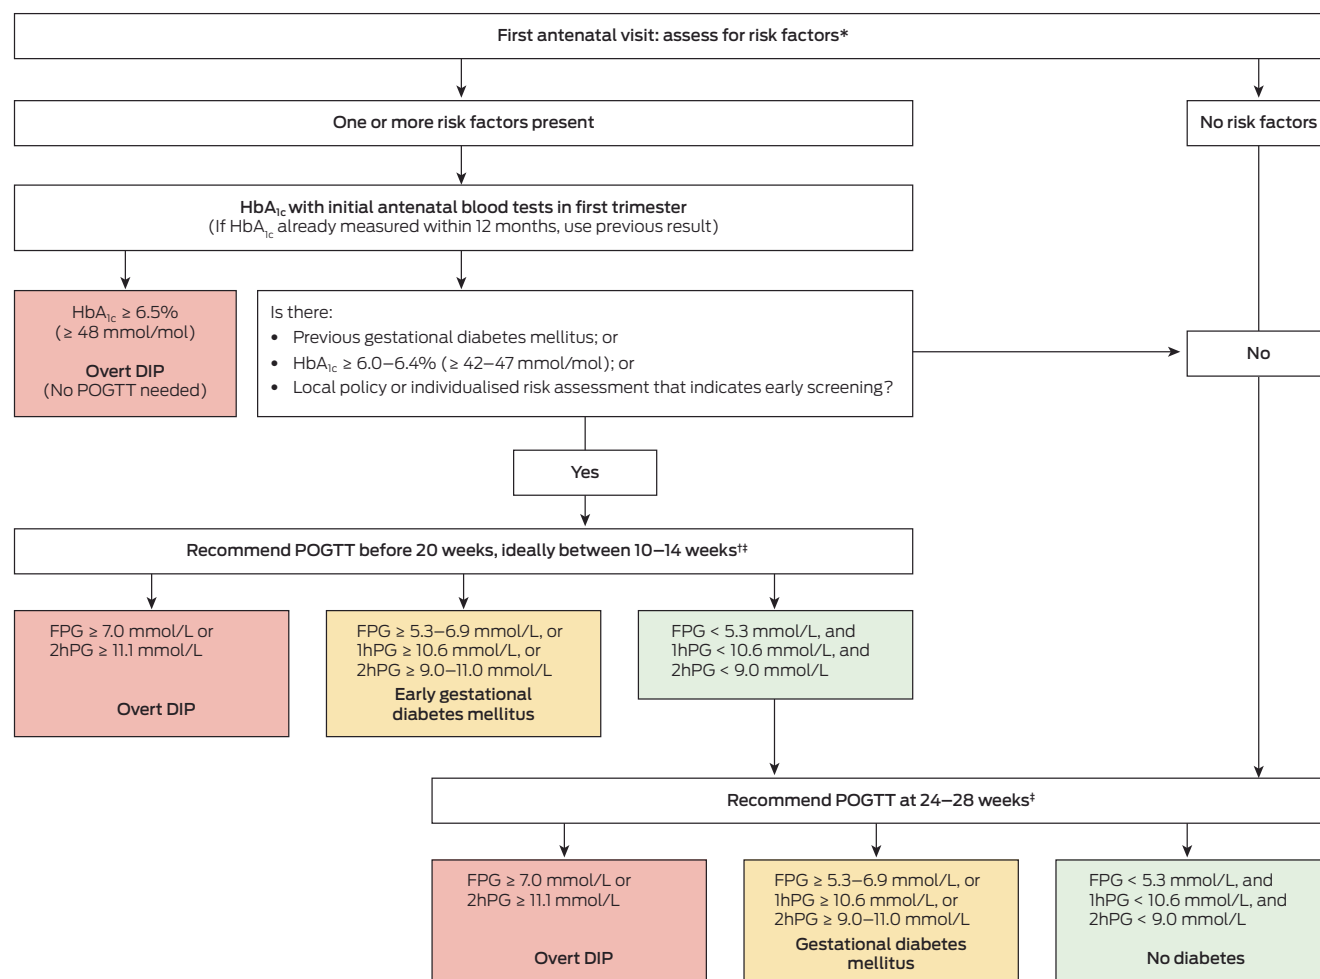 First antenatal visit: assess for risk factors*
One or more risk factors present
No risk factors
HbA1c with initial antenatal blood tests in first trimester
(If HbA1c already measured within 12 months, use previous result)
HbA1c ≥ 6.5%
(≥ 48 mmol/mol)
Overt DIP
(No POGTT needed)
Is there:
• Previous gestational diabetes mellitus; or
• HbA1c ≥ 6.0–6.4% (≥ 42–47 mmol/mol); or
• Local policy or individualised risk assessment that indicates early screening?
No
Yes
Recommend POGTT before 20 weeks, ideally between 10–14 weeks†‡
FPG ≥ 7.0 mmol/L or
2hPG ≥ 11.1 mmol/L
Overt DIP
FPG ≥ 5.3–6.9 mmol/L, or
1hPG ≥ 10.6 mmol/L, or
2hPG ≥ 9.0–11.0 mmol/L
Early gestational
diabetes mellitus
FPG < 5.3 mmol/L, and
1hPG < 10.6 mmol/L, and
2hPG < 9.0 mmol/L
Recommend POGTT at 24–28 weeks‡
FPG ≥ 7.0 mmol/L or
2hPG ≥ 11.1 mmol/L
Overt DIP
FPG ≥ 5.3–6.9 mmol/L, or
1hPG ≥ 10.6 mmol/L, or
2hPG ≥ 9.0–11.0 mmol/L
Gestational diabetes
mellitus
FPG < 5.3 mmol/L, and
1hPG < 10.6 mmol/L, and
2hPG < 9.0 mmol/L
No diabetes